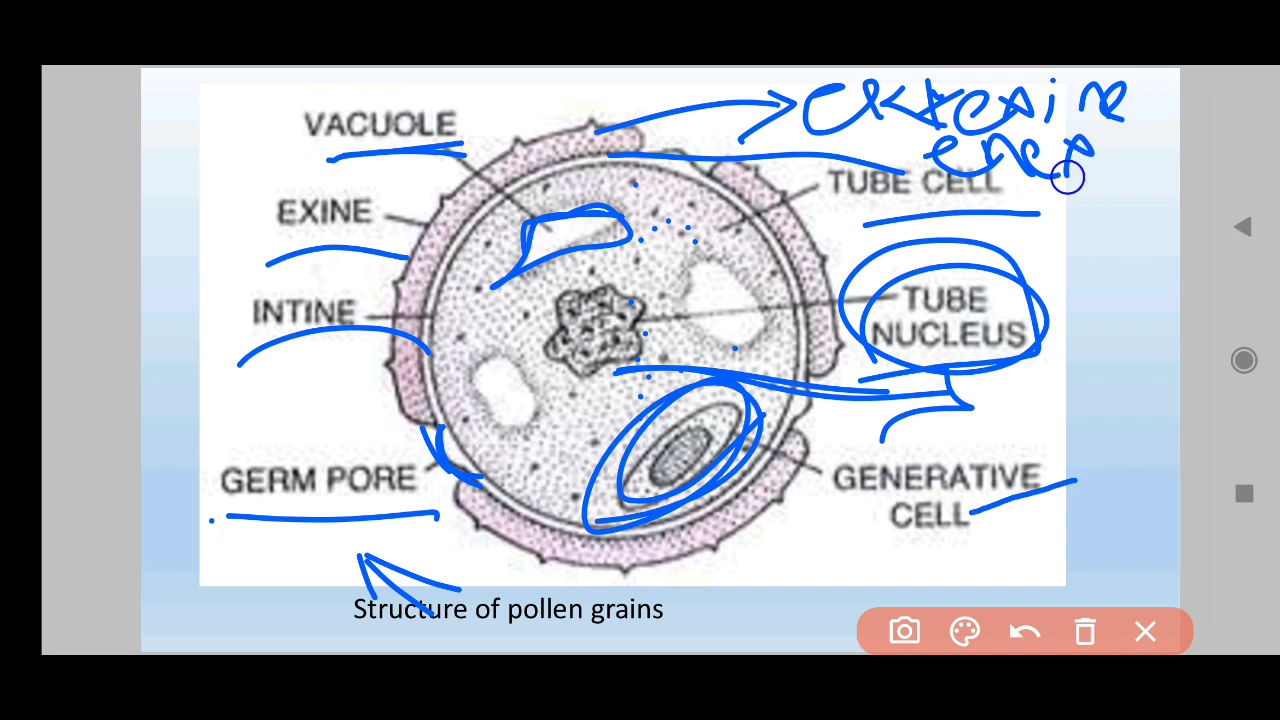 VACUOLE
EXINE
INTINE
GERM PORE
TUBE CELL
TUBE
NUCLEUS
GENERATIVE
CELL
Structure of pollen grains